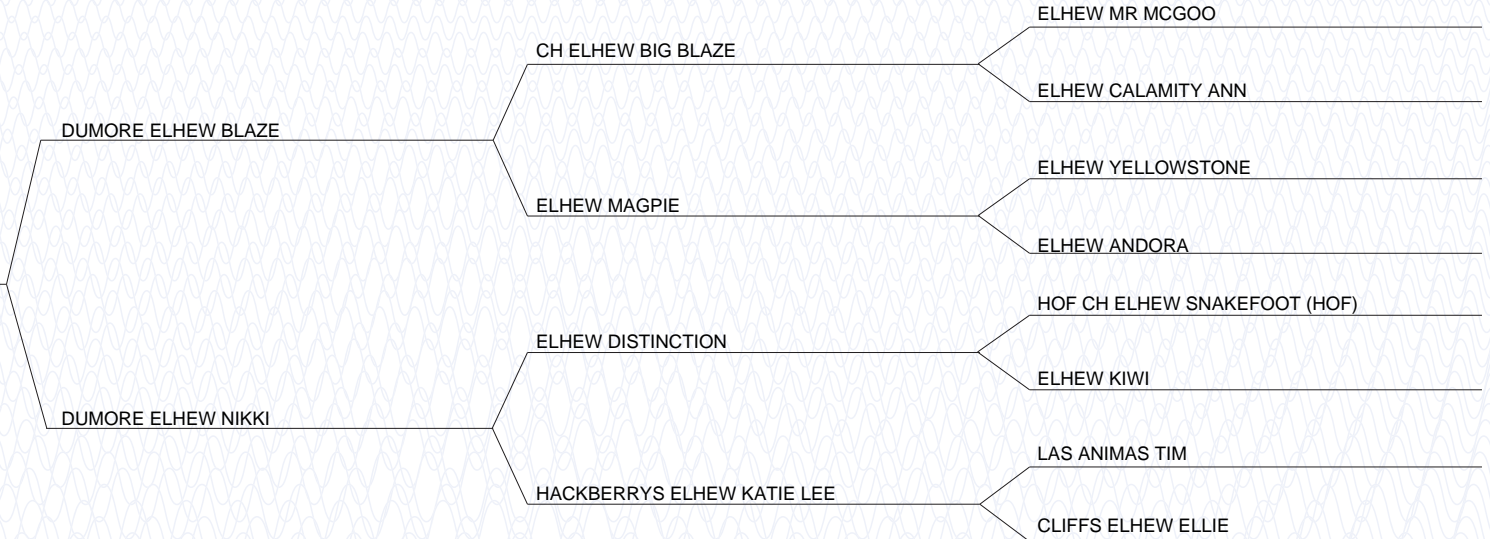 ELHEW MR MCGOO
CH ELHEW BIG BLAZE
ELHEW CALAMITY ANN
DUMORE ELHEW BLAZE
ELHEW YELLOWSTONE
ELHEW MAGPIE
ELHEW ANDORA
HOF CH ELHEW SNAKEFOOT (HOF)
ELHEW DISTINCTION
ELHEW KIWI
DUMORE ELHEW NIKKI
LAS ANIMAS TIM
HACKBERRYS ELHEW KATIE LEE
CLIFFS ELHEW ELLIE